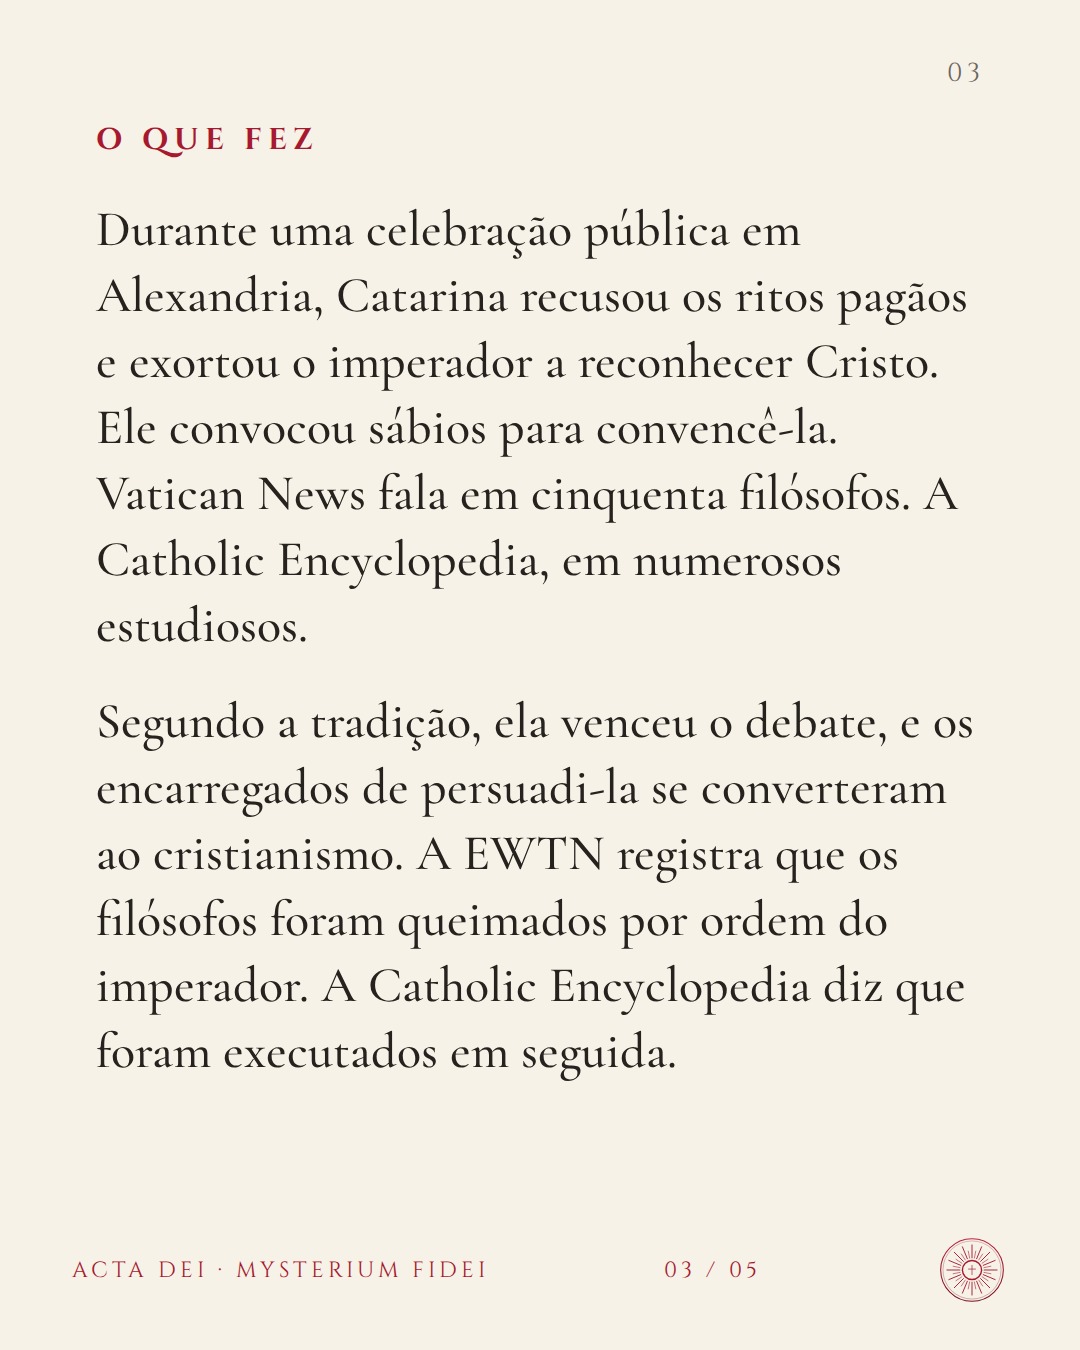 03
O QUE FEZ
Durante uma celebração pública em
Alexandria, Catarina recusou os ritos pagãos
e exortou o imperador a reconhecer Cristo.
Ele convocou sábios para convencê-la.
Vatican News fala em cinquenta filósofos. A
Catholic Encyclopedia, em numerosos
estudiosos.
Segundo a tradição, ela venceu o debate, e os
encarregados de persuadi-la se converteram
ao cristianismo. A EWTN registra que os
filósofos foram queimados por ordem do
imperador. A Catholic Encyclopedia diz que
foram executados em seguida.
ACTA DEI · MYSTERIUM FIDEI
03 / 05